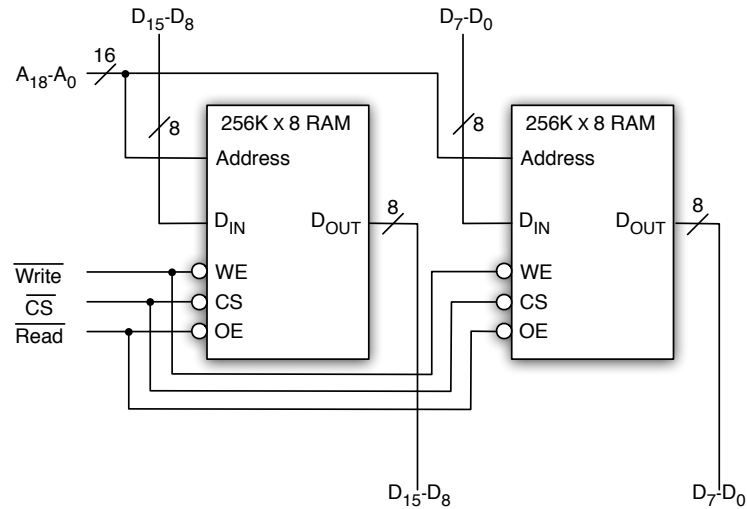 D15-D8
D7-D0
16
A18-A0
8
256K x 8 RAM
8
256K x 8 RAM
Address
Address
8
8
DIN
DOUT
DIN
DOUT
Write
WE
WE
CS
CS
CS
Read
OE
OE
D15-D8
D7-D0